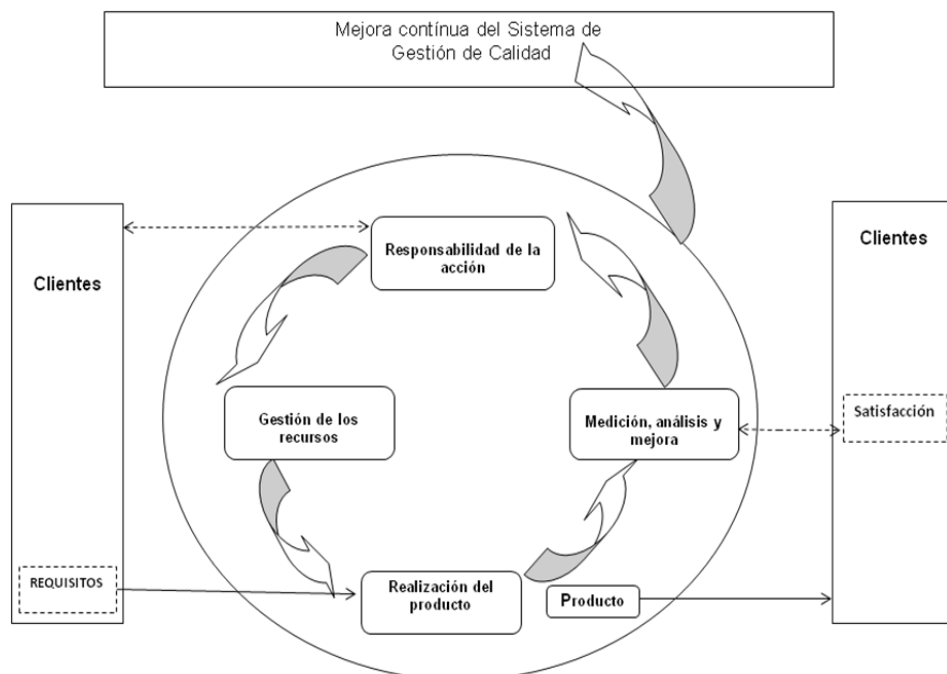 Mejora contínua del Sistema de
Gestión de Calidad
Clientes
Responsabilidad de la
acción
Clientes
Gestión de los
recursos
Medición, análisis y
mejora
Satisfacción
REQUISITOS
Realización del
producto
Producto